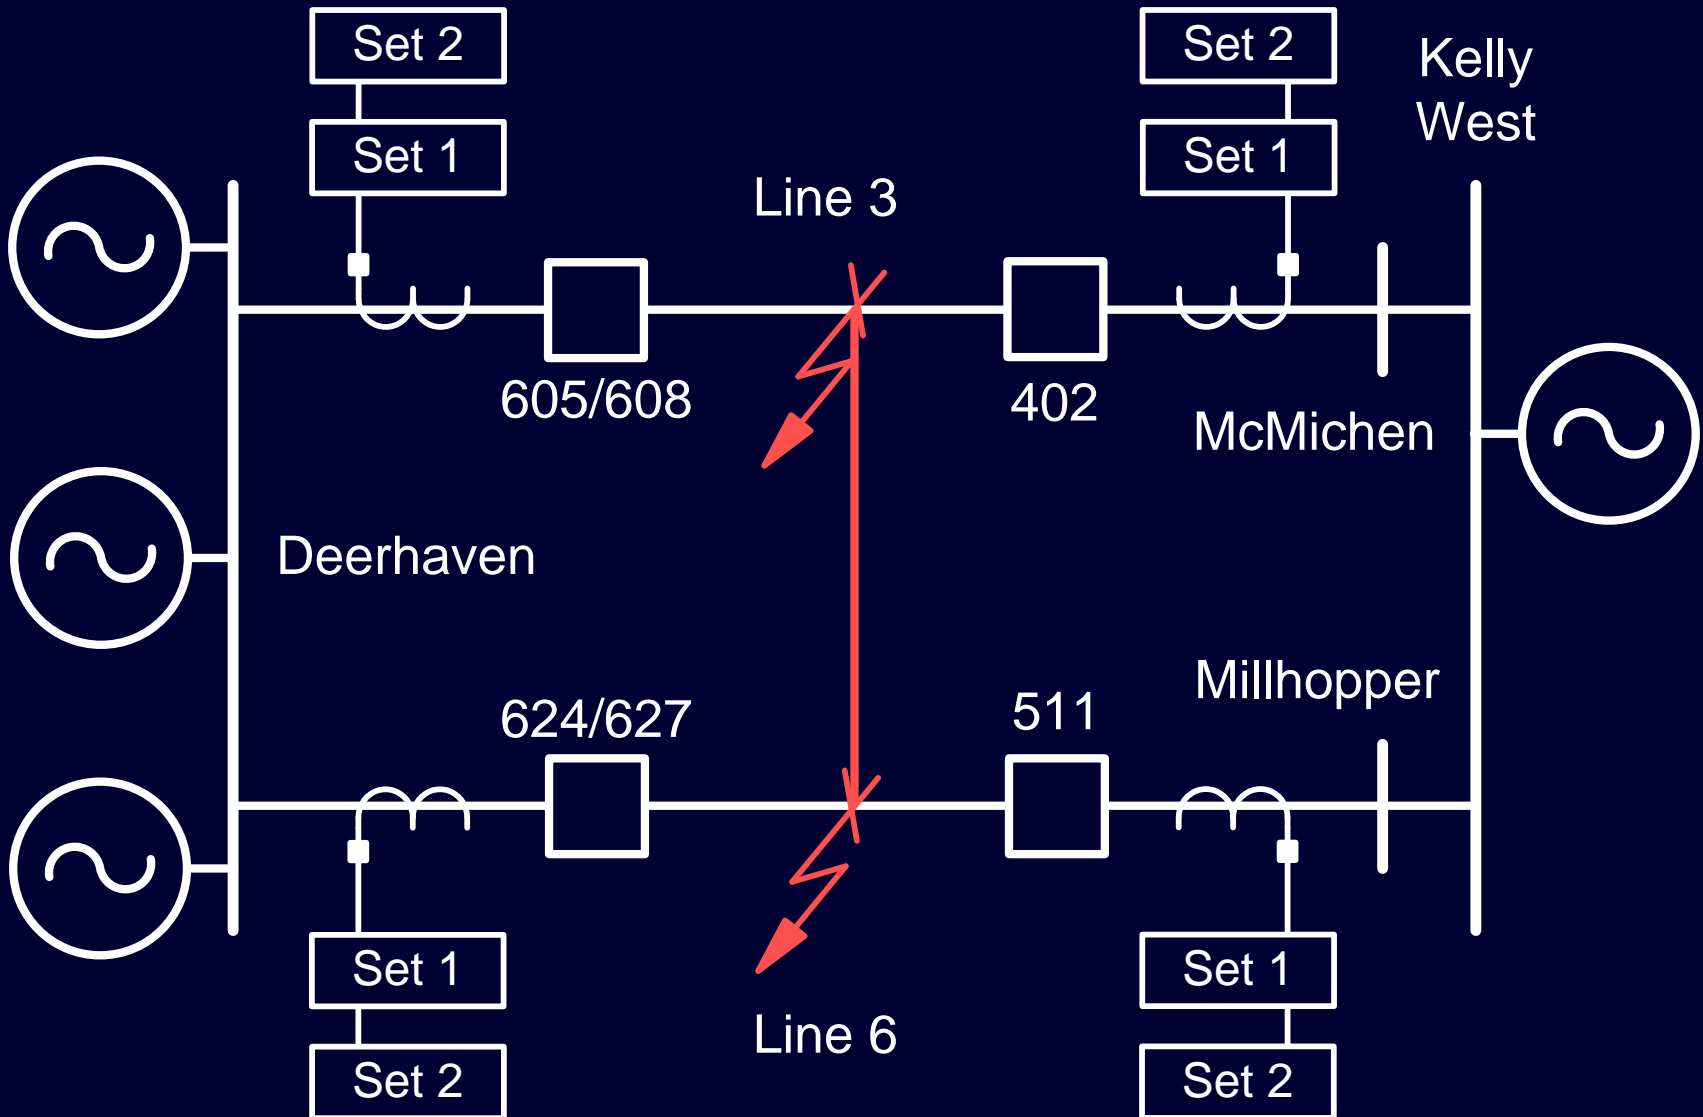 Set 2
Set 2
Kelly
West
Set 1
Set 1
Line 3
605/608
402
McMichen
Deerhaven
Millhopper
624/627
511
Set 1
Set 1
Line 6
Set 2
Set 2